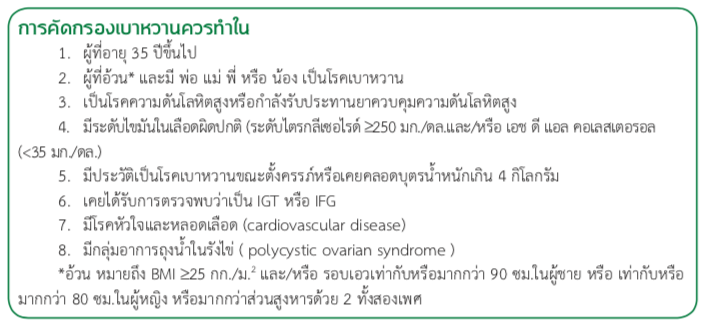 การคัดกรองเบาหวานควรทำใน
1. ผู้ที่อายุ 35 ปีขึ้นไป
2. ผู้ที่อ้วน* และมี พ่อ แม่ พี่ หรือ น้อง เป็นโรคเบาหวาน
3. เป็นโรคความดันโลหิตสูงหรือกำลังรับประทานยาควบคุมความดันโลหิตสูง
4. มีระดับไขมันในเลือดผิดปกติ (ระดับไตรกลีเซอไรด์ ≥250 มก./ดล.และ/หรือ เอช ดี แอล คอเลสเตอรอล
(<35 มก./ดล.)
5. มีประวัติเป็นโรคเบาหวานขณะตั้งครรภ์หรือเคยคลอดบุตรน้ำหนักเกิน 4 กิโลกรัม
6. เคยได้รับการตรวจพบว่าเป็น IGT หรือ IFG
7. มีโรคหัวใจและหลอดเลือด (cardiovascular disease)
8. มีกลุ่มอาการถุงน้ำในรังไข่ ( polycystic ovarian syndrome )
*อ้วน หมายถึง BMI ≥25 กก./ม.² และ/หรือ รอบเอวเท่ากับหรือมากกว่า 90 ซม.ในผู้ชาย หรือ เท่ากับหรือ
มากกว่า 80 ซม.ในผู้หญิง หรือมากกว่าส่วนสูงหารด้วย 2 ทั้งสองเพศ